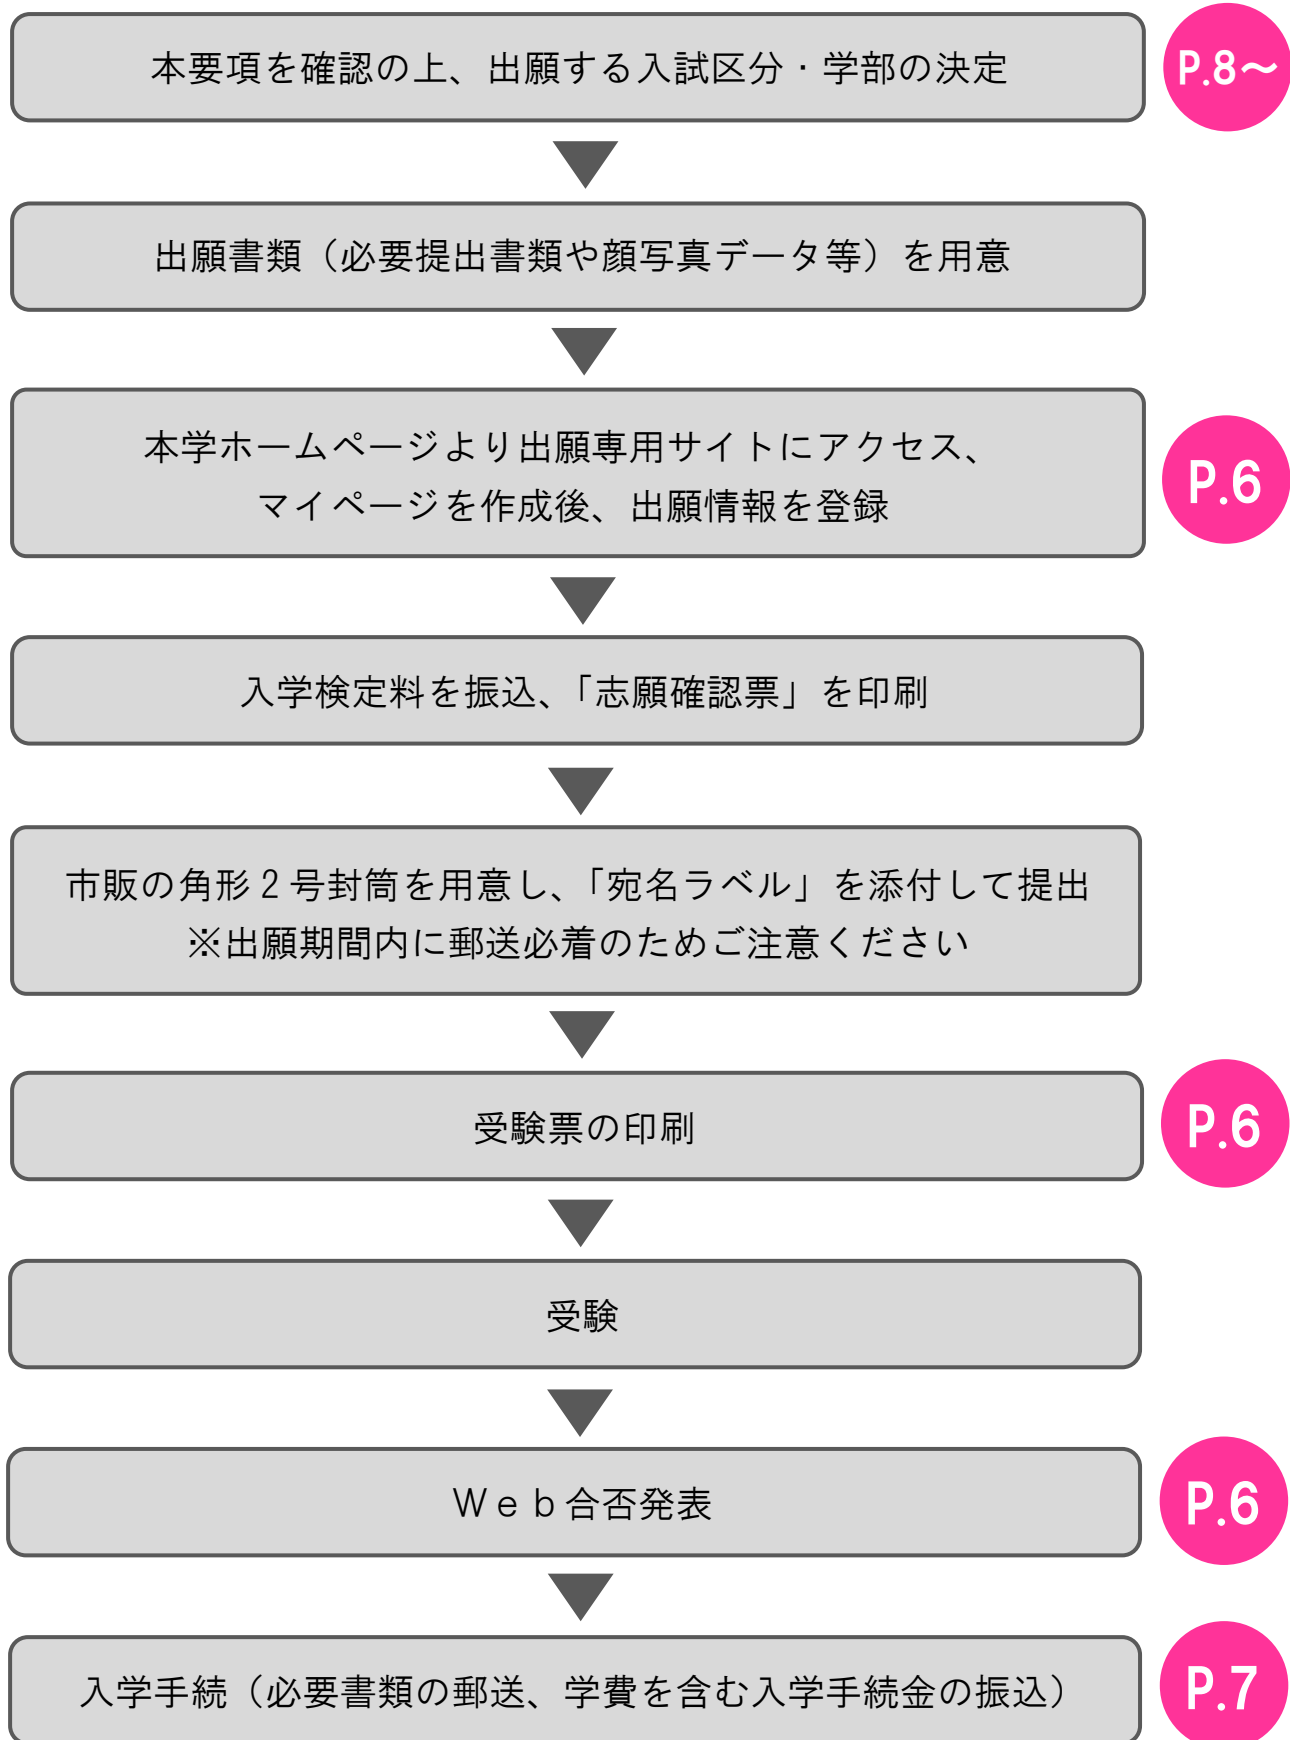 本要項を確認の上、出願する入試区分・学部の決定
P.8～
出願書類（必要提出書類や顔写真データ等）を用意
本学ホームページより出願専用サイトにアクセス、
マイページを作成後、出願情報を登録
P.6
入学検定料を振込、「志願確認票」を印刷
市販の角形２号封筒を用意し、「宛名ラベル」を添付して提出
※出願期間内に郵送必着のためご注意ください
受験票の印刷
P.6
受験
Ｗｅｂ合否発表
P.6
入学手続（必要書類の郵送、学費を含む入学手続金の振込）
P.7